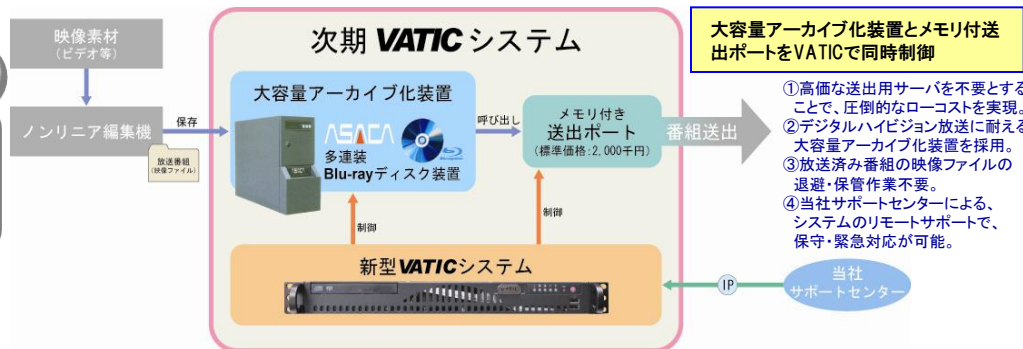 映像素材
(ビデオ等)
ノンリニア編集機
保存
放送番組
(映像ファイル)
次期 VATIC システム
大容量アーカイブ化装置
ASACA
多連装
Blu-rayディスク装置
Blu-ray
呼び出し
メモリ付き
送出ポート
(標準価格:2,000千円)
番組送出
制御
制御
新型VATICシステム
IP
当社
サポートセンター
大容量アーカイブ化装置とメモリ付送
出ポートをVATICで同時制御
①高価な送出用サーバを不要とする
ことで、圧倒的なローコストを実現。
②デジタルハイビジョン放送に耐える
大容量アーカイブ化装置を採用。
③放送済み番組の映像ファイルの
退避・保管作業不要。
④当社サポートセンターによる、
システムのリモートサポートで、
保守・緊急対応が可能。